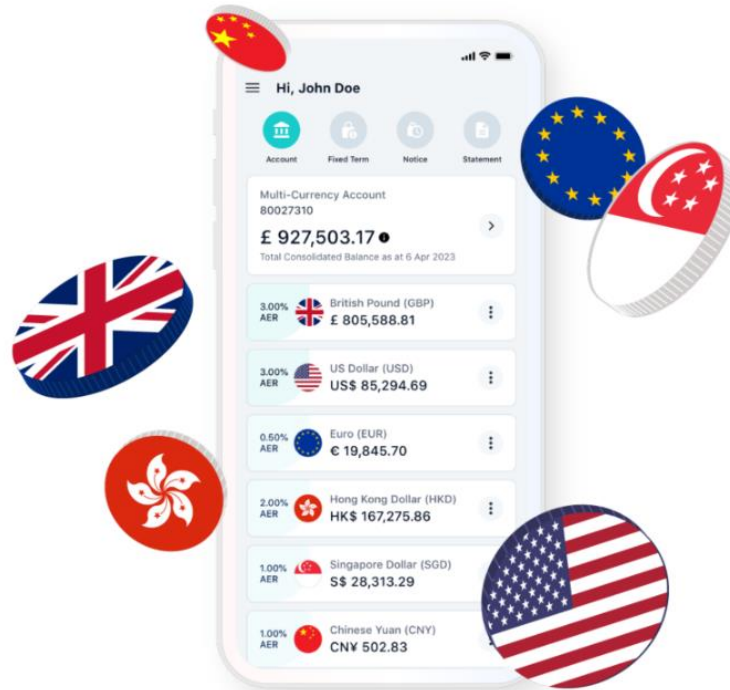 Hi, John Doe
Account Fixed Term Notice Statement
Multi-Currency Account
80027310
£ 927,503.17
Total Consolidated Balance as at 6 Apr 2023
3.00% AER
British Pound (GBP)
£ 805,588.81
3.00% AER
US Dollar (USD)
US$ 85,294.69
0.50% AER
Euro (EUR)
€ 19,845.70
2.00% AER
Hong Kong Dollar (HKD)
HK$ 167,275.86
1.00% AER
Singapore Dollar (SGD)
S$ 28,313.29
1.00% AER
Chinese Yuan (CNY)
CN¥ 502.83